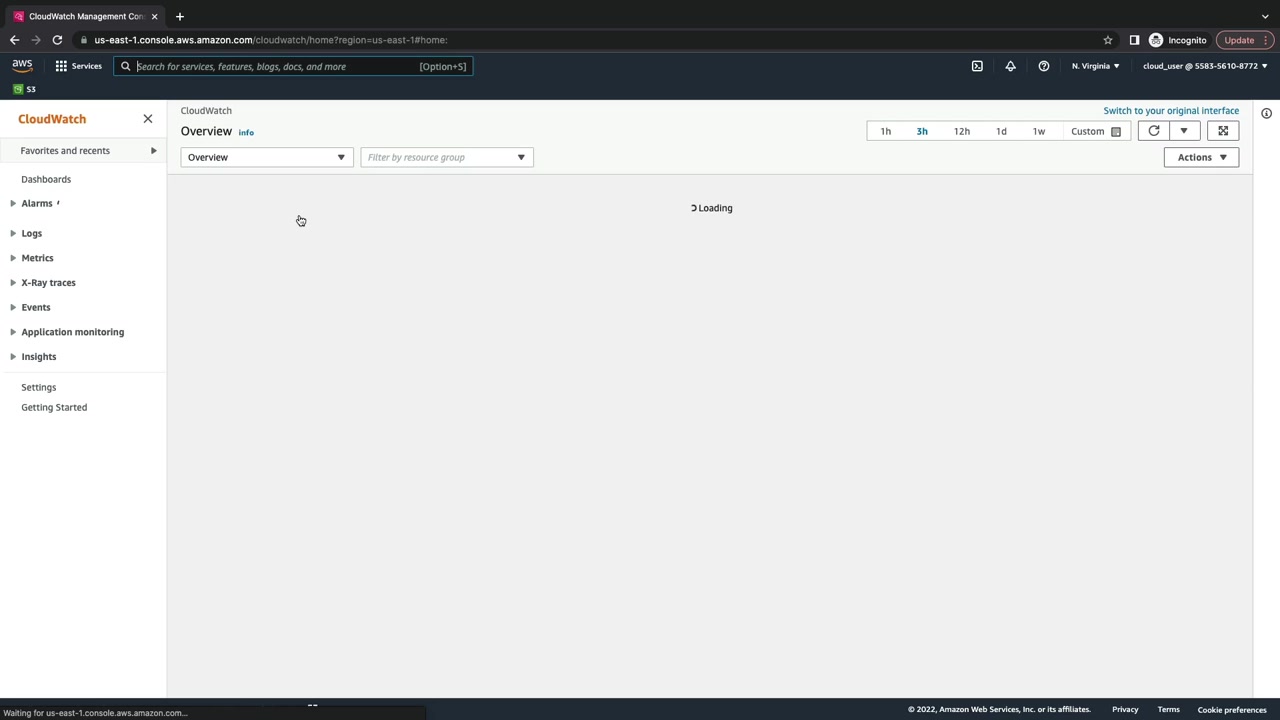 CloudWatch Management Con
us-east-1.console.aws.amazon.com/cloudwatch/home?region=us-east-1#home:
Incognito
Update
aws
Services
Search for services, features, blogs, docs, and more
[Option+S]
N. Virginia
cloud_user @ 5583-5610-8772
S3
CloudWatch
Favorites and recents
Dashboards
Alarms
Logs
Metrics
X-Ray traces
Events
Application monitoring
Insights
Settings
Getting Started
CloudWatch
Switch to your original interface
Overview info
1h 3h 12h 1d 1w Custom
Overview
Filter by resource group
Actions
Loading
Waiting for us-east-1.console.aws.amazon.com...
© 2022, Amazon Web Services, Inc. or its affiliates.
Privacy
Terms
Cookie preferences